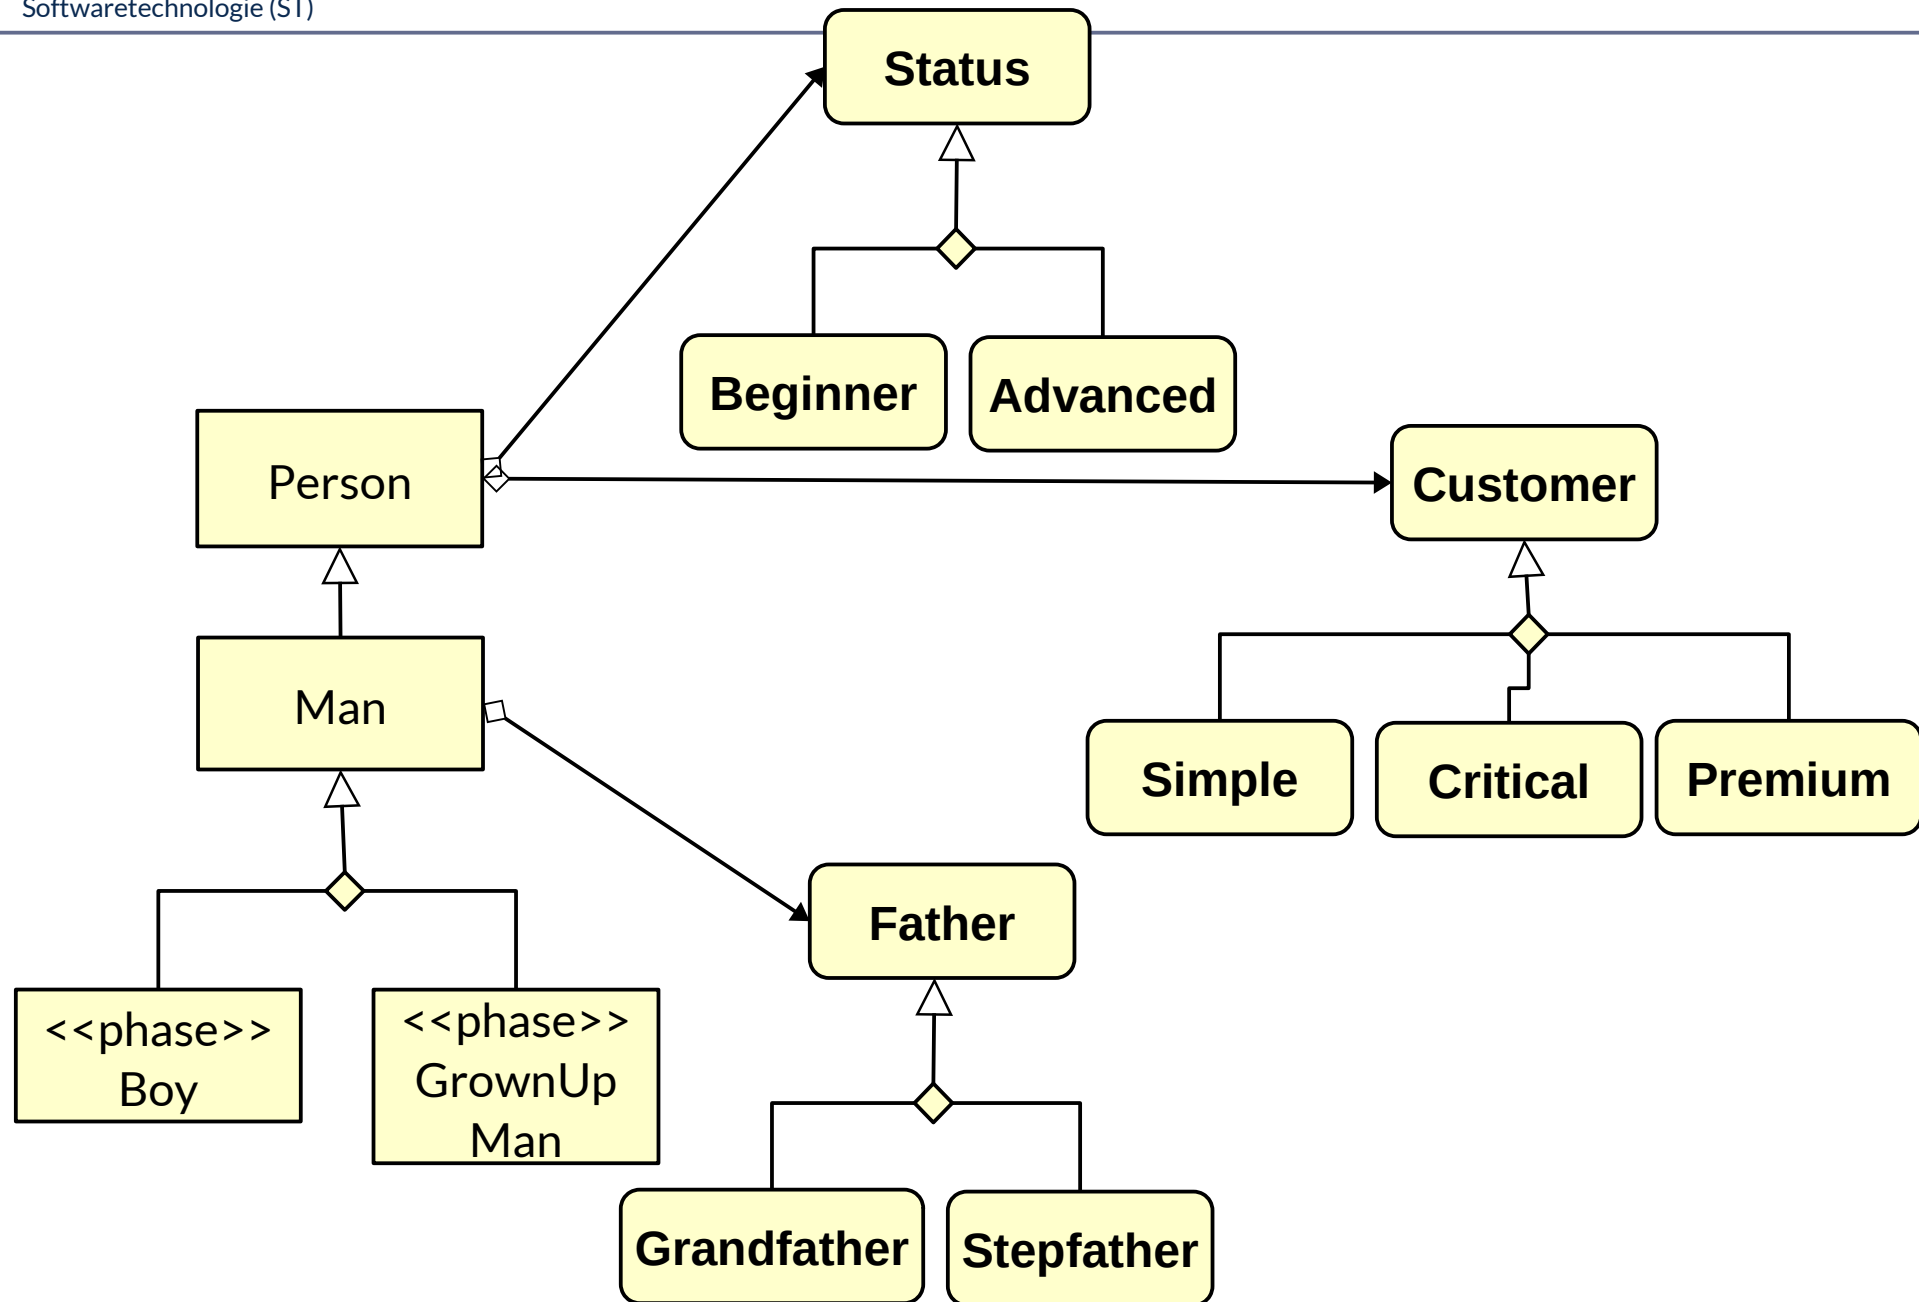 Softwaretechnologie (ST)
Status
Beginner
Advanced
Person
Customer
Man
Simple
Critical
Premium
Father
<<phase>>
Boy
<<phase>>
GrownUp
Man
Grandfather
Stepfather